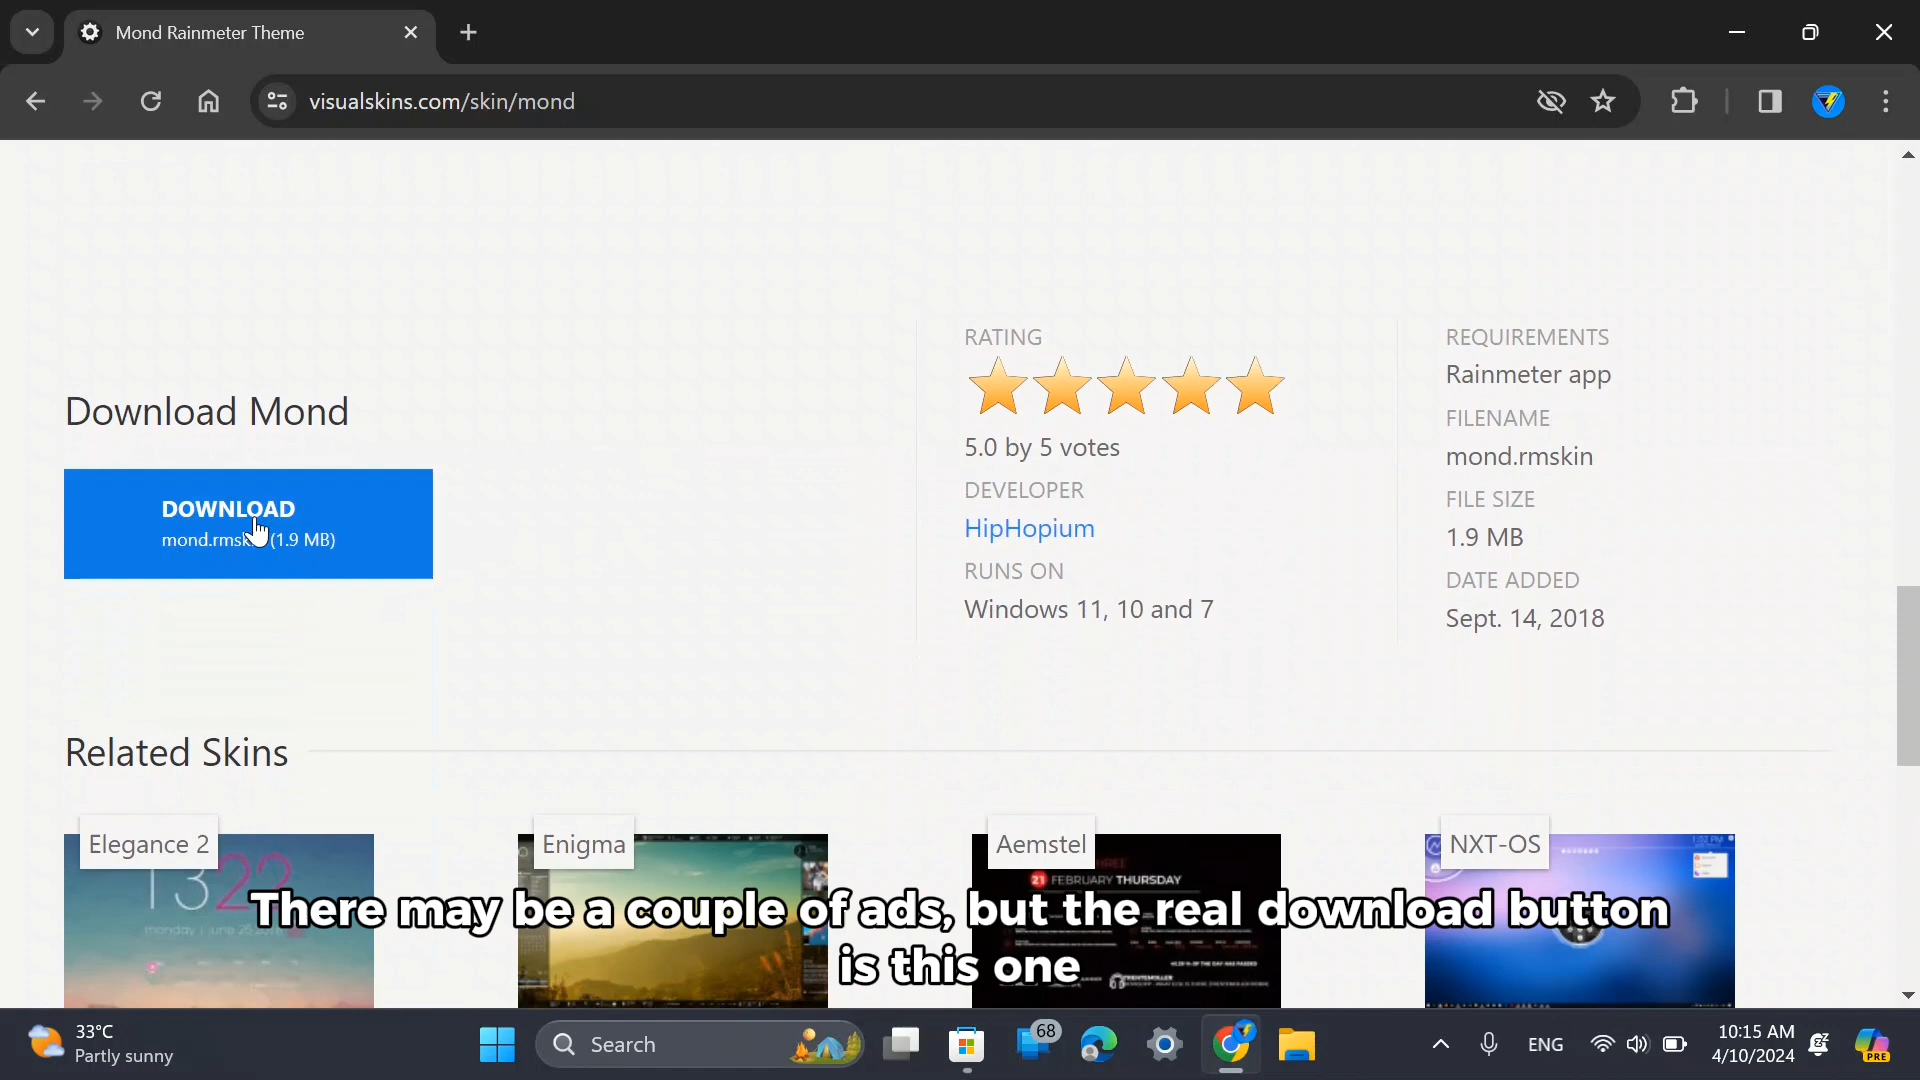 Mond Rainmeter Theme
visualskins.com/skin/mond
Download Mond
DOWNLOAD
(1.9 MB)
RATING
5.0 by 5 votes
DEVELOPER
HipHopium
RUNS ON
Windows 11, 10 and 7
REQUIREMENTS
Rainmeter app
FILENAME
mond.rmskin
FILE SIZE
1.9 MB
DATE ADDED
Sept. 14, 2018
Related Skins
Elegance 2
Enigma
Aemstel
NXT-OS
21 FEBRUARY THURSDAY
There may be a couple of ads, but the real download button
is this one
33°C
Partly sunny
Search
68
ENG
10:15 AM
4/10/2024
PRE